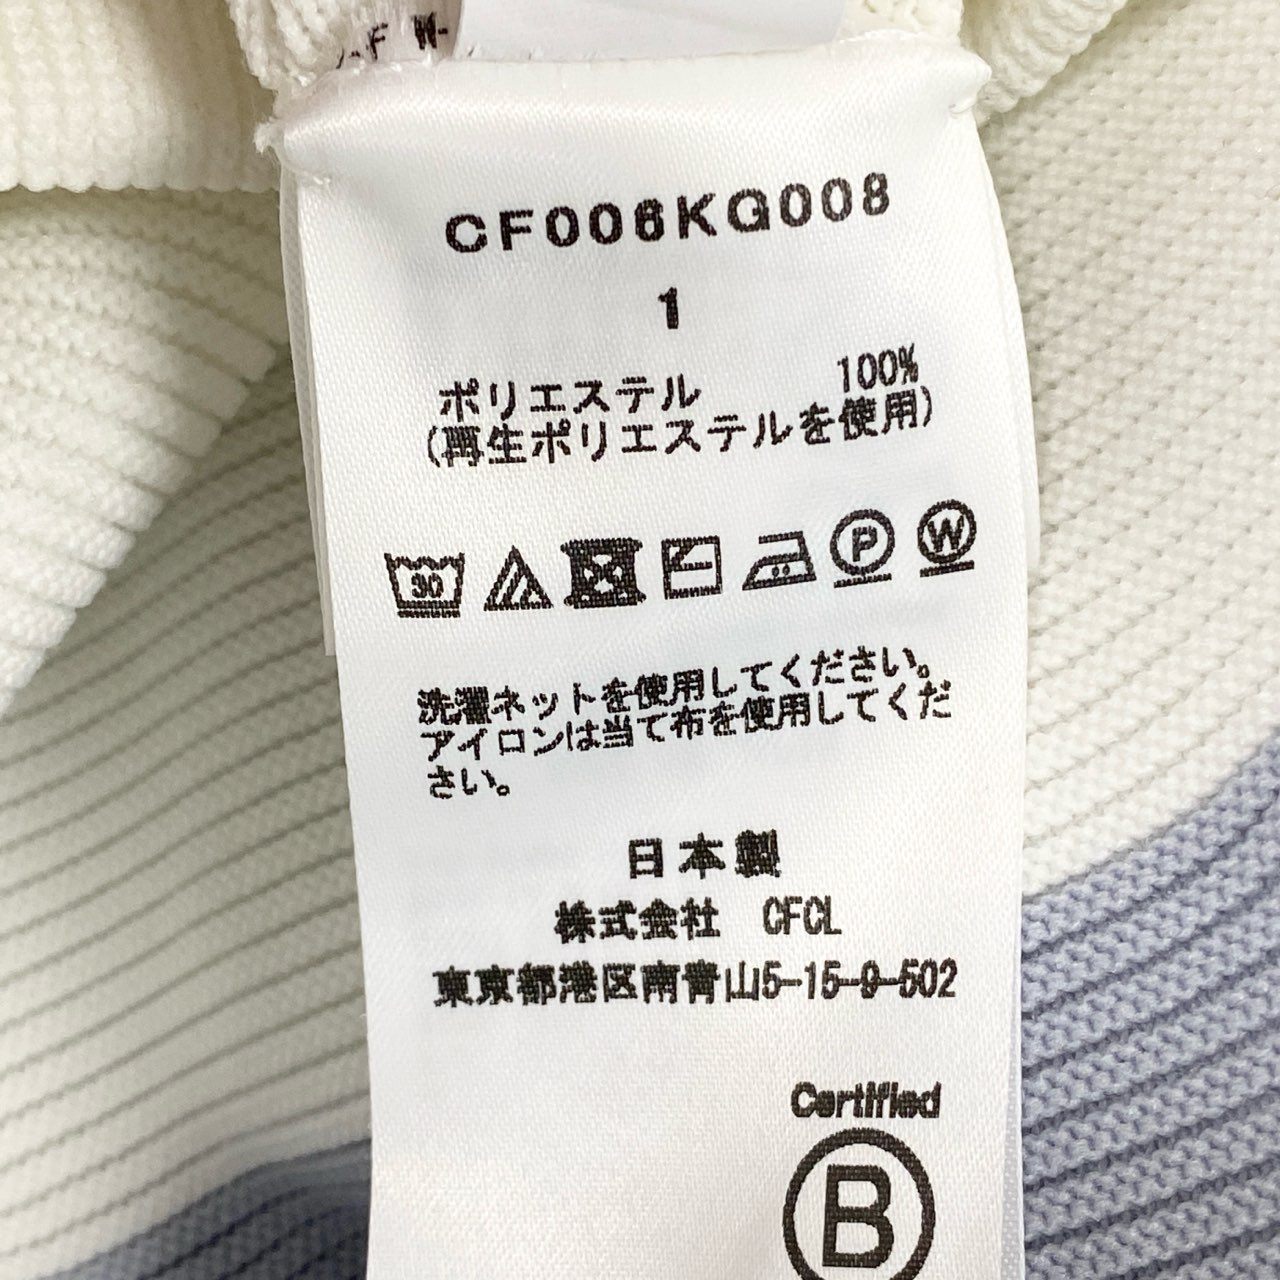 CF006KG008
1
ポリエステル 100%
(再生ポリエステルを使用)
30
P W
洗濯ネットを使用してください。
アイロンは当て布を使用してくだ
さい。
日本製
株式会社 CFCL
東京都港区南青山5-15-9-502
Certified
B